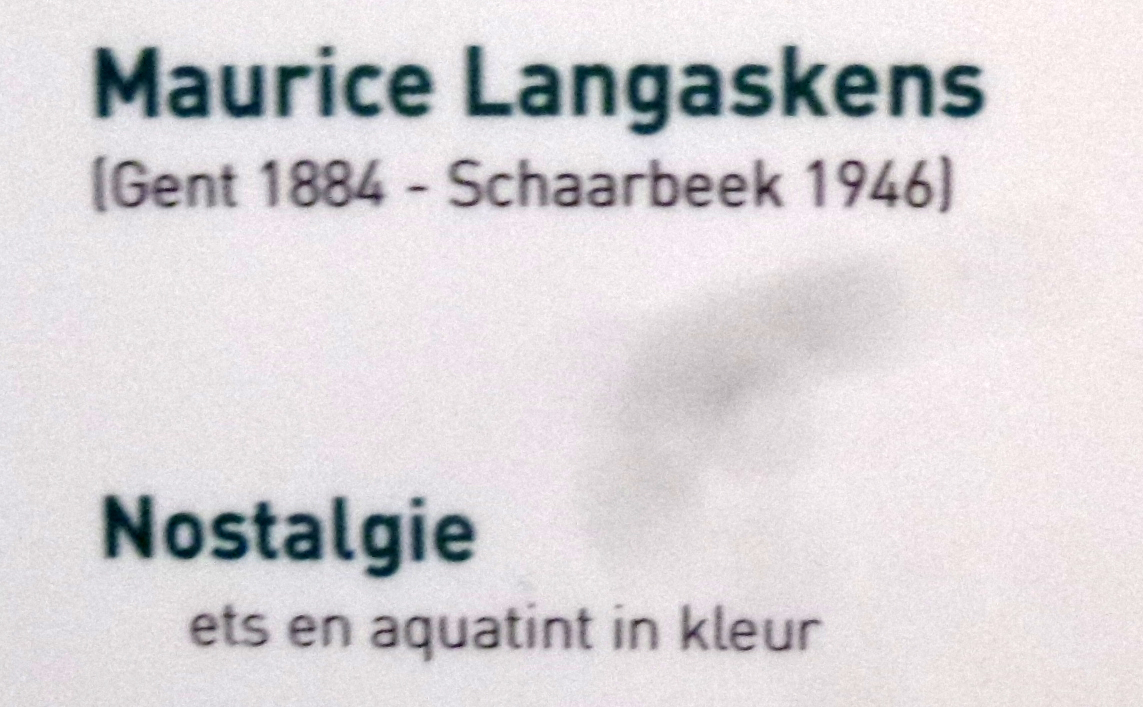 Maurice Langaskens
(Gent 1884 - Schaarbeek 1946)
Nostalgie
ets en aquatint in kleur